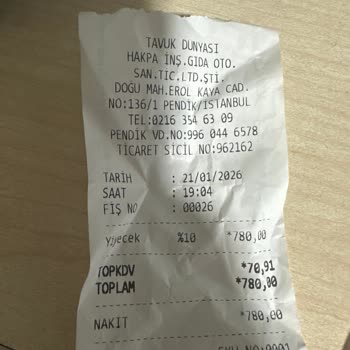 TAVUK DUNYASI
HAKPA İNŞ.GIDA OTO.
SAN.TİC.LTD.ŞTİ.
DOĞU MAH.EROL KAYA CAD.
NO:136/1 PENDİK/İSTANBUL
TEL:0216 354 63 09
PENDİK VD.NO:996 044 6578
TİCARET SİCİL NO:962162
TARİH : 21/01/2026
SAAT : 19:04
FİŞ NO : 00026
yiyecek %10 *780,00
TOPKDV *70,91
TOPLAM *780,00
NAKİT *780,00